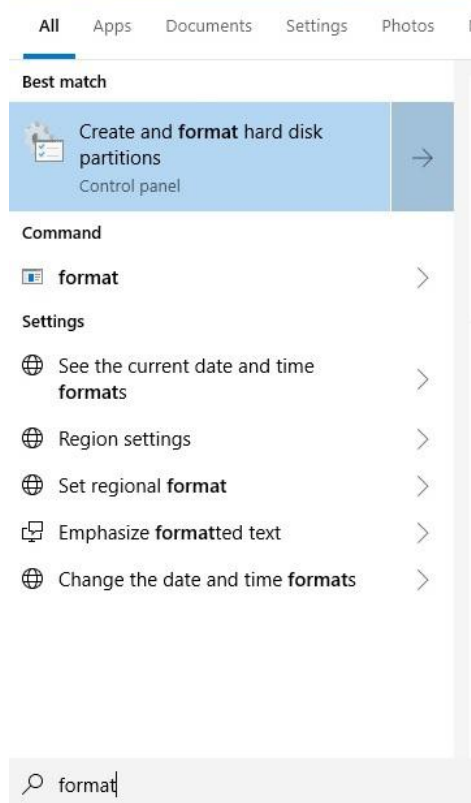 All Apps Documents Settings Photos
Best match
Create and format hard disk
partitions
Control panel
Command
format
Settings
See the current date and time
formats
Region settings
Set regional format
Emphasize formatted text
Change the date and time formats
format